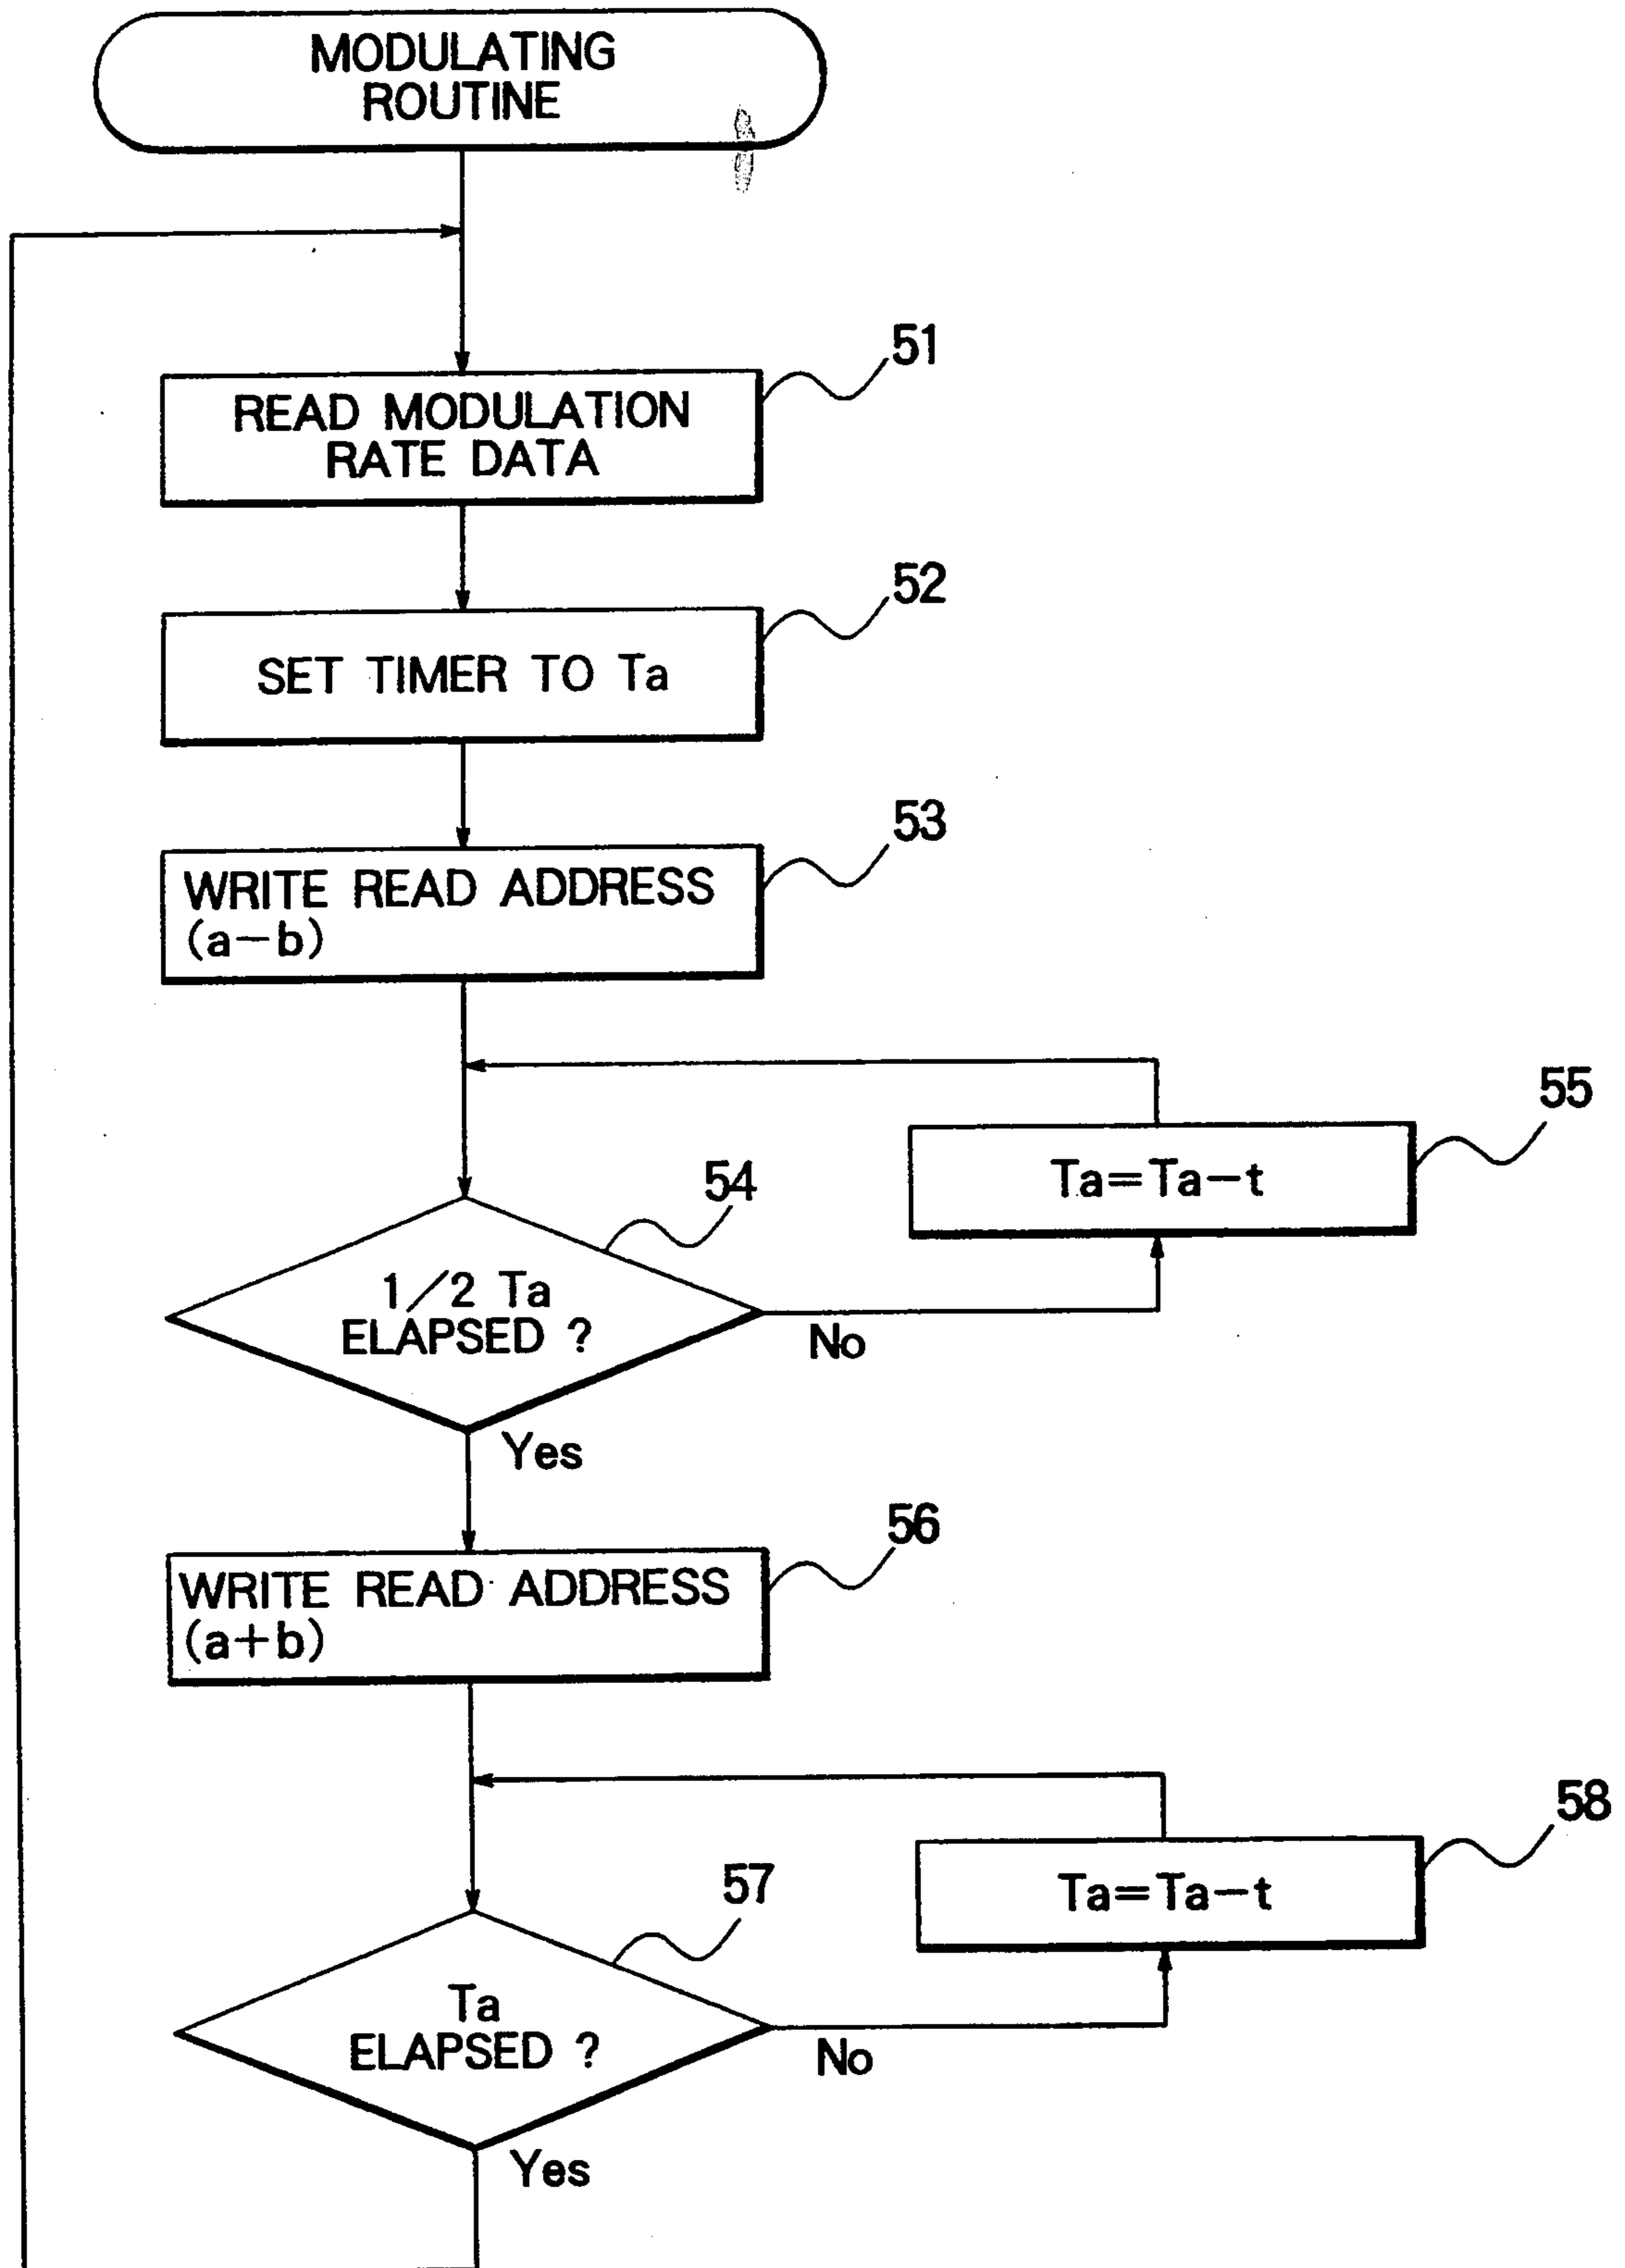 MODULATING
ROUTINE
51
READ MODULATION
RATE DATA
52
SET TIMER TO Ta
53
WRITE READ ADDRESS
(a−b)
55
Ta=Ta−t
54
1/2 Ta
ELAPSED ?
No
Yes
56
WRITE READ ADDRESS
(a+b)
58
Ta=Ta−t
57
Ta
ELAPSED ?
No
Yes